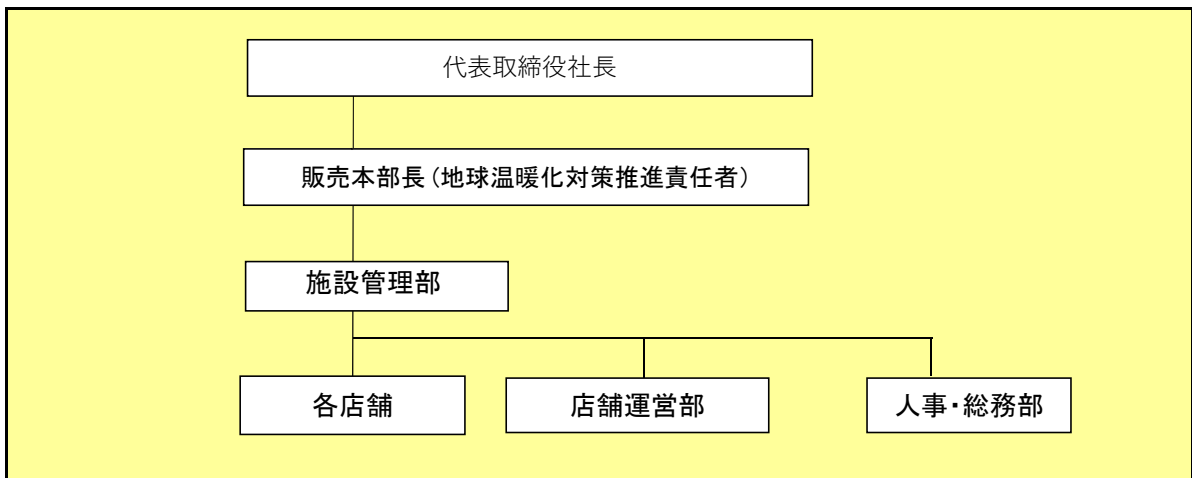 代表取締役社長
販売本部長(地球温暖化対策推進責任者)
施設管理部
各店舗
店舗運営部
人事・総務部